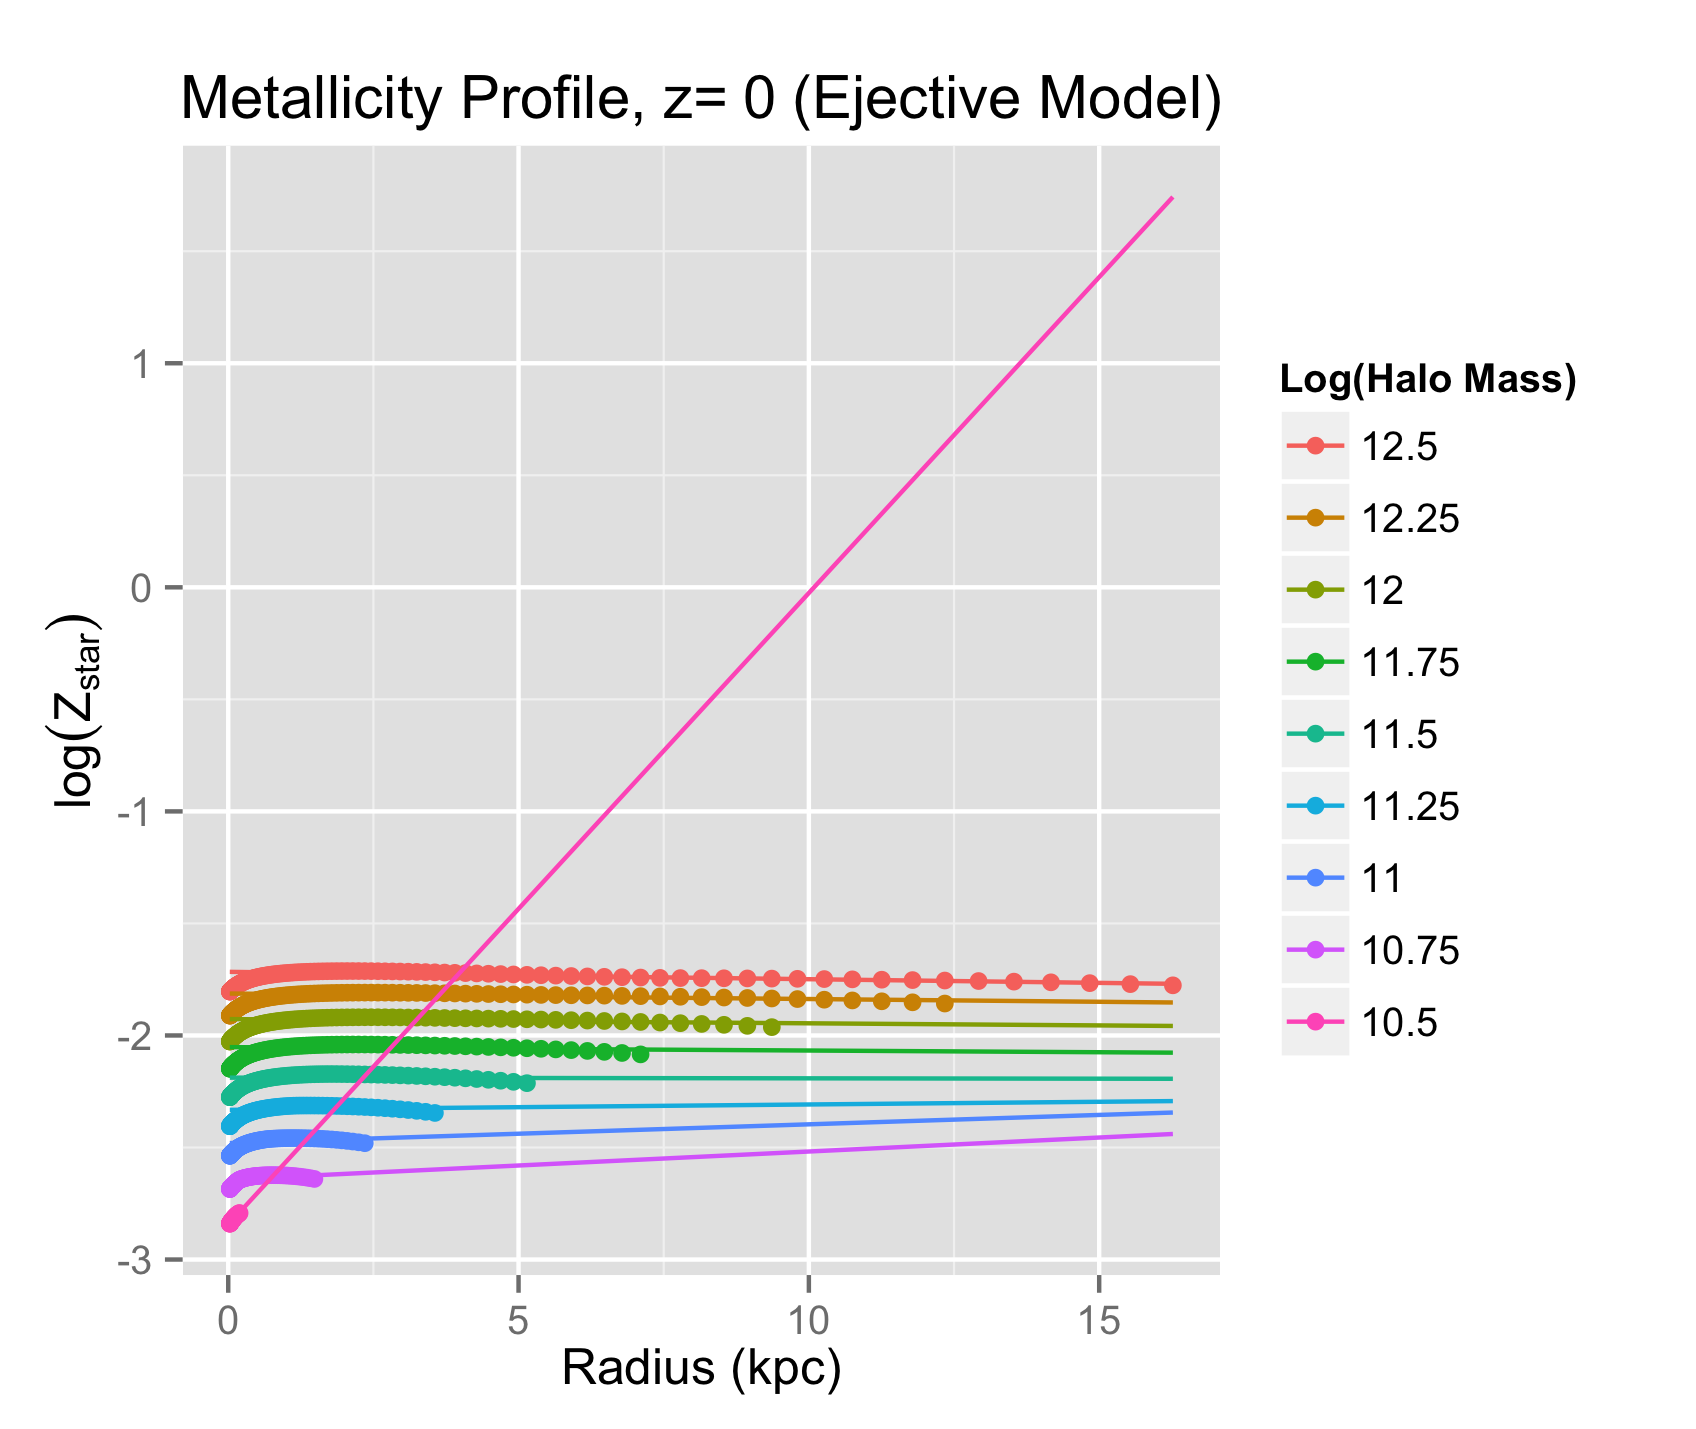 Metallicity Profile, z= 0 (Ejective Model)
log(Zstar)
1
0
-1
-2
-3
0 5 10 15
Radius (kpc)
Log(Halo Mass)
12.5
12.25
12
11.75
11.5
11.25
11
10.75
10.5